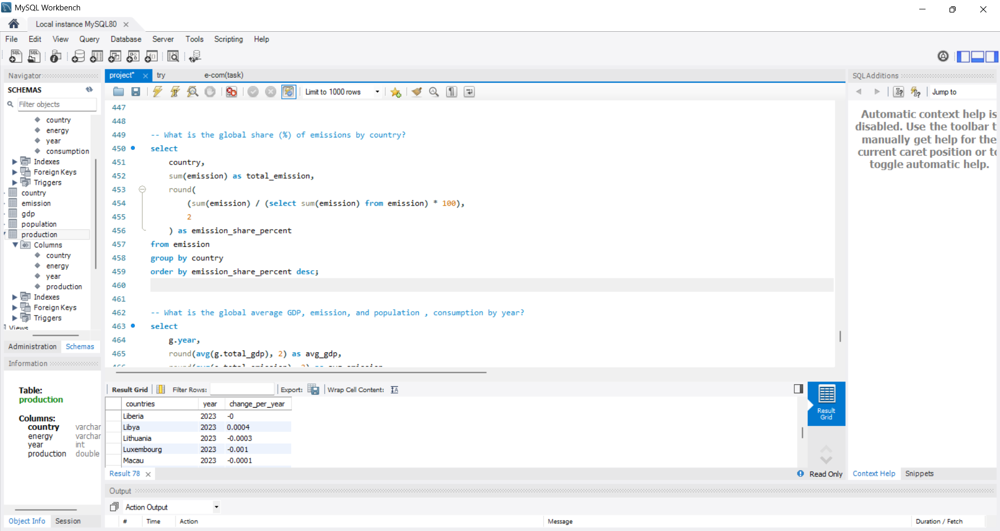 MySQL Workbench
Local instance MySQL80
File Edit View Query Database Server Tools Scripting Help
Navigator
SCHEMAS
Filter objects
country
energy
year
consumption
Indexes
Foreign Keys
Triggers
country
emission
gdp
population
production
Columns
country
energy
year
production
Indexes
Foreign Keys
Triggers
Views
Administration Schemas
Information
Table:
production
Columns:
country varchar
energy varchar
year int
production double
Object Info Session
project* try e-com(task)
Limit to 1000 rows
447
448
449 -- What is the global share (%) of emissions by country?
450 select
451 country,
452 sum(emission) as total_emission,
453 round(
454 (sum(emission) / (select sum(emission) from emission) * 100),
455 2
456 ) as emission_share_percent
457 from emission
458 group by country
459 order by emission_share_percent desc;
460
461
462 -- What is the global average GDP, emission, and population , consumption by year?
463 select
464 g.year,
465 round(avg(g.total_gdp), 2) as avg_gdp,
Result Grid Filter Rows: Export: Wrap Cell Content:
countries year change_per_year
Liberia 2023 -0
Libya 2023 0.0004
Lithuania 2023 -0.0003
Luxembourg 2023 -0.001
Macau 2023 -0.0001
Result Grid
Result 78
Read Only
Output
Action Output
# Time Action Message Duration / Fetch
SQLAdditions
Jump to
Automatic context help is
disabled. Use the toolbar t
manually get help for the
current caret position or to
toggle automatic help.
Context Help Snippets